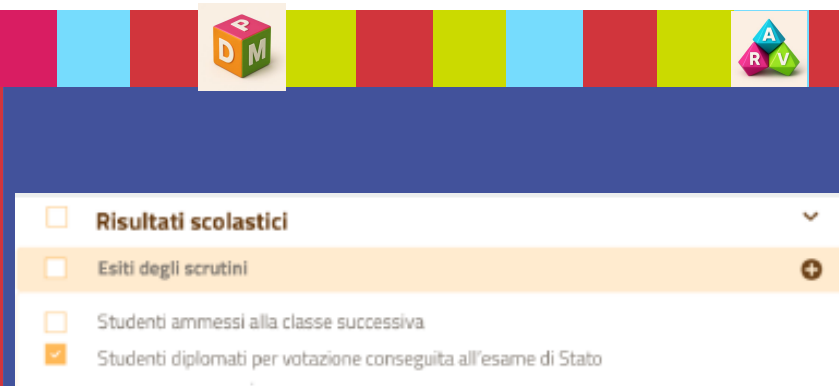 P
D M
A
R V
Risultati scolastici
Esiti degli scrutini
Studenti ammessi alla classe successiva
Studenti diplomati per votazione conseguita all'esame di Stato